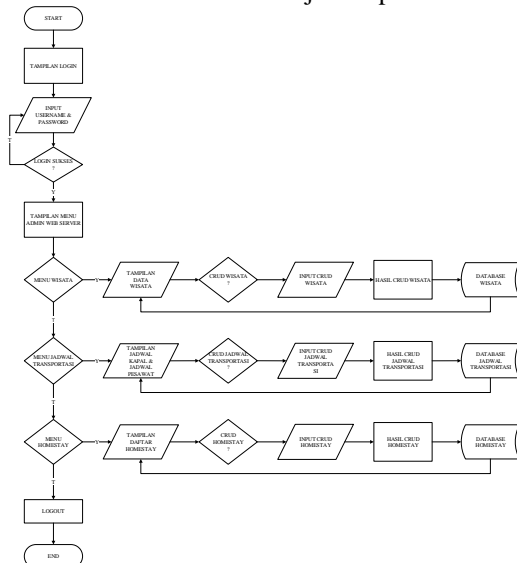 START
TAMPILAN LOGIN
INPUT
USERNAME &
PASSWORD
T
LOGIN SUKSES
?
Y
TAMPILAN MENU
ADMIN WEB SERVER
MENU WISATA
Y
TAMPILAN
DATA
WISATA
CRUD WISATA
?
INPUT CRUD
WISATA
HASIL CRUD WISATA
DATABASE
WISATA
T
MENU JADWAL
TRANSPORTASI
Y
TAMPILAN
JADWAL
KAPAL &
JADWAL
PESAWAT
CRUD JADWAL
TRANSPORTASI
?
INPUT CRUD
JADWAL
TRANSPORTA
SI
HASIL CRUD
JADWAL
TRANSPORTASI
DATABASE
JADWAL
TRANSPORTASI
T
MENU
HOMESTAY
Y
TAMPILAN
DAFTAR
HOMESTAY
CRUD
HOMESTAY
?
INPUT CRUD
HOMESTAY
HASIL CRUD
HOMESTAY
DATABASE
HOMESTAY
Y
LOGOUT
END